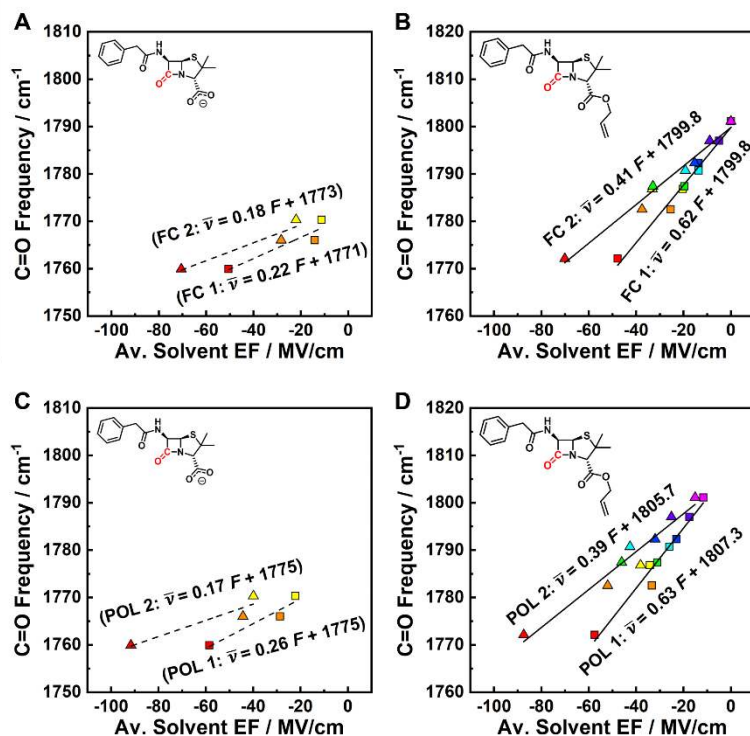 A
1810
1800
1790
1780
1770
1760
1750
C=O Frequency / cm⁻¹
H
N
O
S
O
N
O
O
⊖
(FC 2: ν̅ = 0.18 F + 1773)
(FC 1: ν̅ = 0.22 F + 1771)
-100 -80 -60 -40 -20 0
Av. Solvent EF / MV/cm
B
1820
1810
1800
1790
1780
1770
1760
C=O Frequency / cm⁻¹
H
N
O
S
O
N
O
O
FC 2: ν̅ = 0.41 F + 1799.8
FC 1: ν̅ = 0.62 F + 1799.8
-100 -80 -60 -40 -20 0
Av. Solvent EF / MV/cm
C
1810
1800
1790
1780
1770
1760
1750
C=O Frequency / cm⁻¹
H
N
O
S
O
N
O
O
⊖
(POL 2: ν̅ = 0.17 F + 1775)
(POL 1: ν̅ = 0.26 F + 1775)
-100 -80 -60 -40 -20 0
Av. Solvent EF / MV/cm
D
1820
1810
1800
1790
1780
1770
1760
C=O Frequency / cm⁻¹
H
N
O
S
O
N
O
O
POL 2: ν̅ = 0.39 F + 1805.7
POL 1: ν̅ = 0.63 F + 1807.3
-100 -80 -60 -40 -20 0
Av. Solvent EF / MV/cm